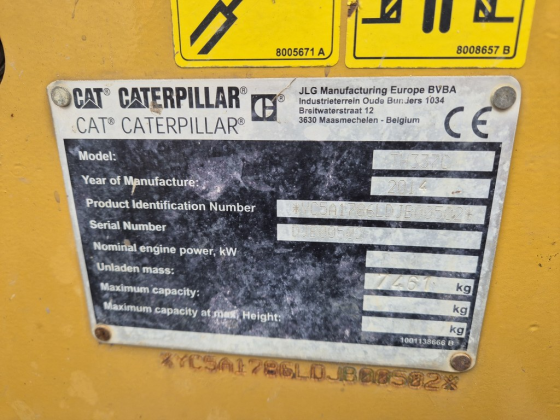 8005671 A
8008657 B
CAT® CATERPILLAR®
CAT® CATERPILLAR®
JLG Manufacturing Europe BVBA
Industrieterrein Oude Bunders 1034
Breitwaterstraat 12
3630 Maasmechelen - Belgium
CE
Model:
Year of Manufacture: 2014
Product Identification Number
Serial Number
Nominal engine power, kW
Unladen mass: kg
Maximum capacity: kg
Maximum capacity at max. Height: kg
1001138666 B